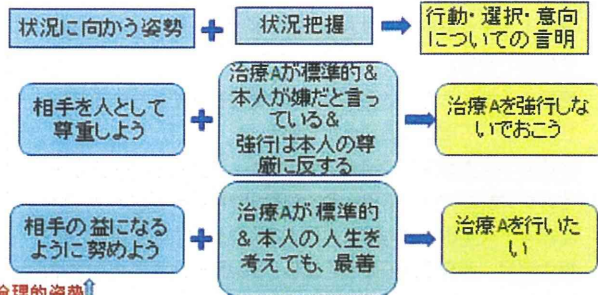 状況に向かう姿勢 + 状況把握 行動・選択・意向
についての言明
相手を人として
尊重しよう
+
治療Aが標準的&
本人が嫌だと言っ
ている&
強行は本人の尊
厳に反する
治療Aを強行しな
いでおこう
相手の益になる
ように努めよう
+
治療Aが標準的
&本人の人生を
考えても、最善
治療Aを行いた
い
倫理的姿勢